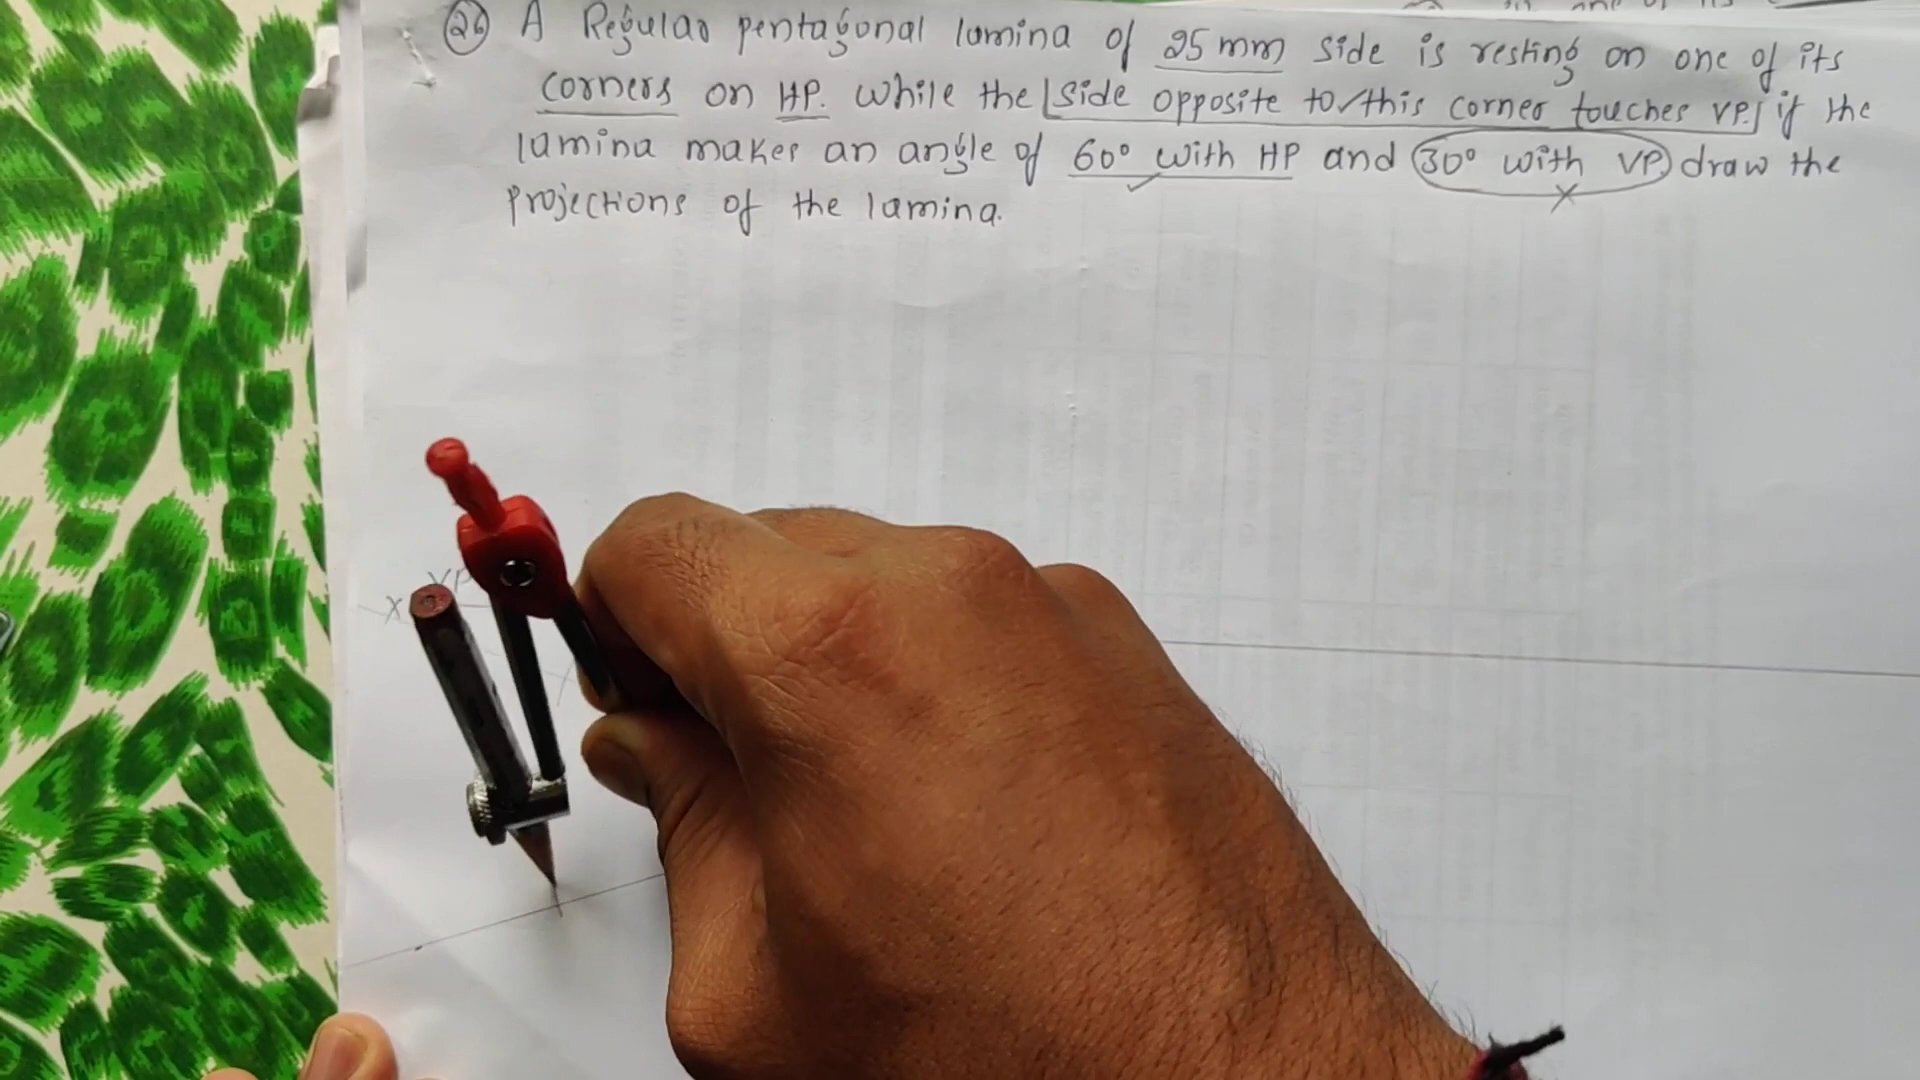 26 A Regular pentagonal lamina of 25 mm side is resting on one of its
corners on HP. while the side opposite to this corner touches VP. if the
lamina makes an angle of 60° with HP and 30° with VP. draw the
projections of the lamina.
VP
X